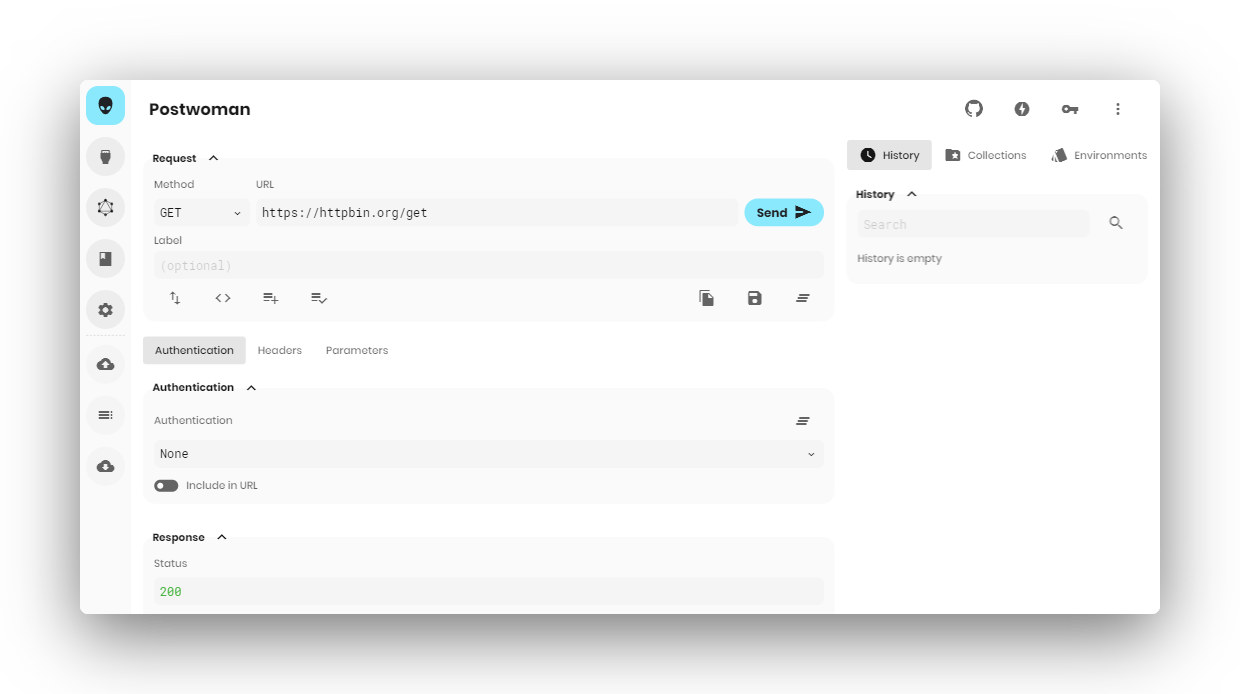 Postwoman
Request
Method URL
GET https://httpbin.org/get Send
Label
(optional)
Authentication Headers Parameters
Authentication
Authentication
None
Include in URL
Response
Status
200
History Collections Environments
History
Search
History is empty